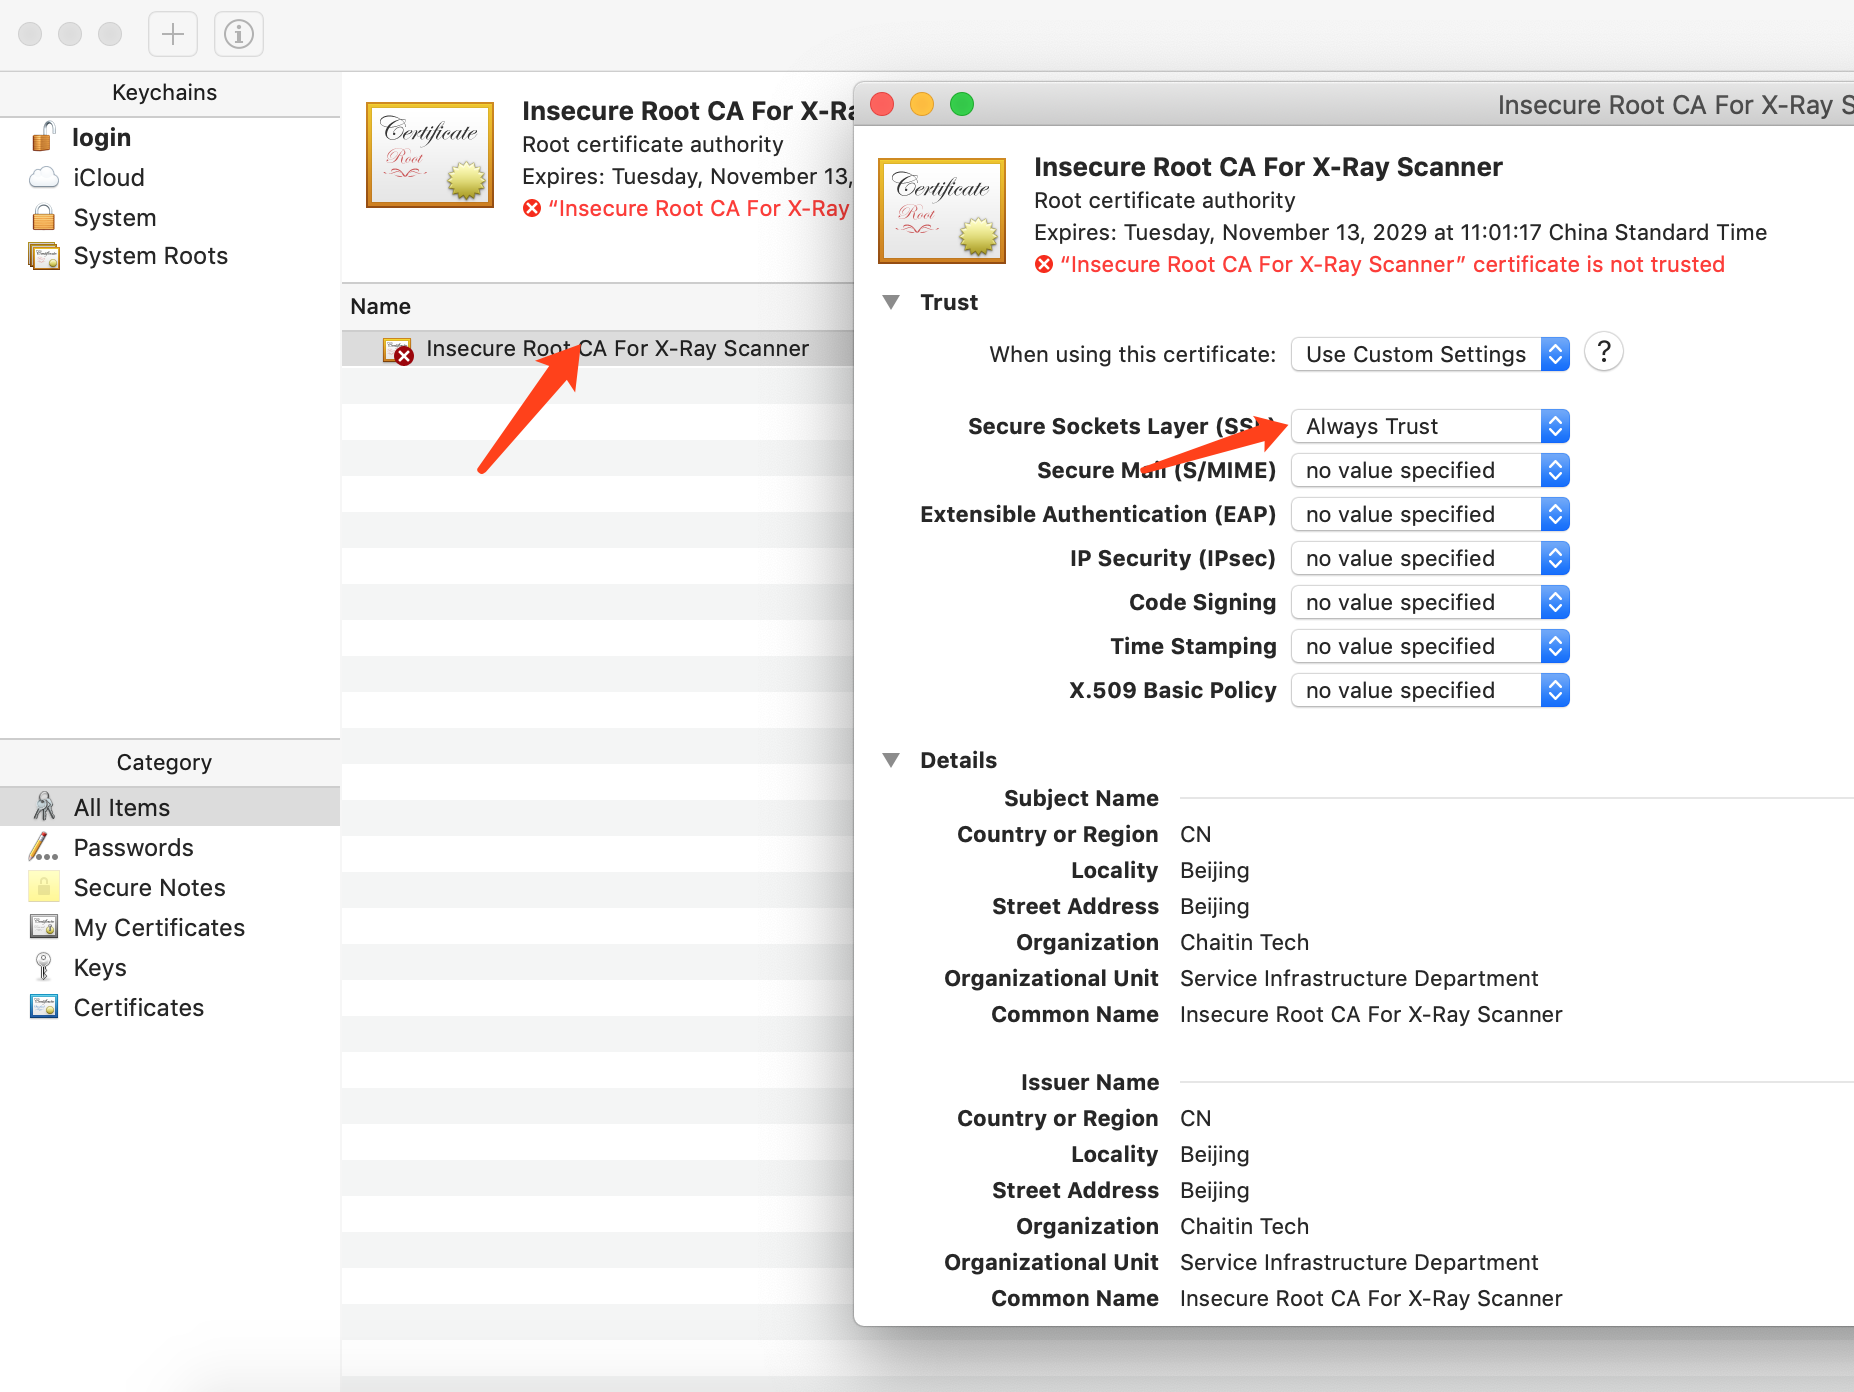 Keychains
login
iCloud
System
System Roots
Category
All Items
Passwords
Secure Notes
My Certificates
Keys
Certificates
Certificate
Root
Insecure Root CA For X-Ra
Root certificate authority
Expires: Tuesday, November 13,
“Insecure Root CA For X-Ray
Name
Insecure Root CA For X-Ray Scanner
Insecure Root CA For X-Ray S
Certificate
Root
Insecure Root CA For X-Ray Scanner
Root certificate authority
Expires: Tuesday, November 13, 2029 at 11:01:17 China Standard Time
“Insecure Root CA For X-Ray Scanner” certificate is not trusted
Trust
When using this certificate: Use Custom Settings ?
Secure Sockets Layer (SSL) Always Trust
Secure Mail (S/MIME) no value specified
Extensible Authentication (EAP) no value specified
IP Security (IPsec) no value specified
Code Signing no value specified
Time Stamping no value specified
X.509 Basic Policy no value specified
Details
Subject Name
Country or Region CN
Locality Beijing
Street Address Beijing
Organization Chaitin Tech
Organizational Unit Service Infrastructure Department
Common Name Insecure Root CA For X-Ray Scanner
Issuer Name
Country or Region CN
Locality Beijing
Street Address Beijing
Organization Chaitin Tech
Organizational Unit Service Infrastructure Department
Common Name Insecure Root CA For X-Ray Scanner